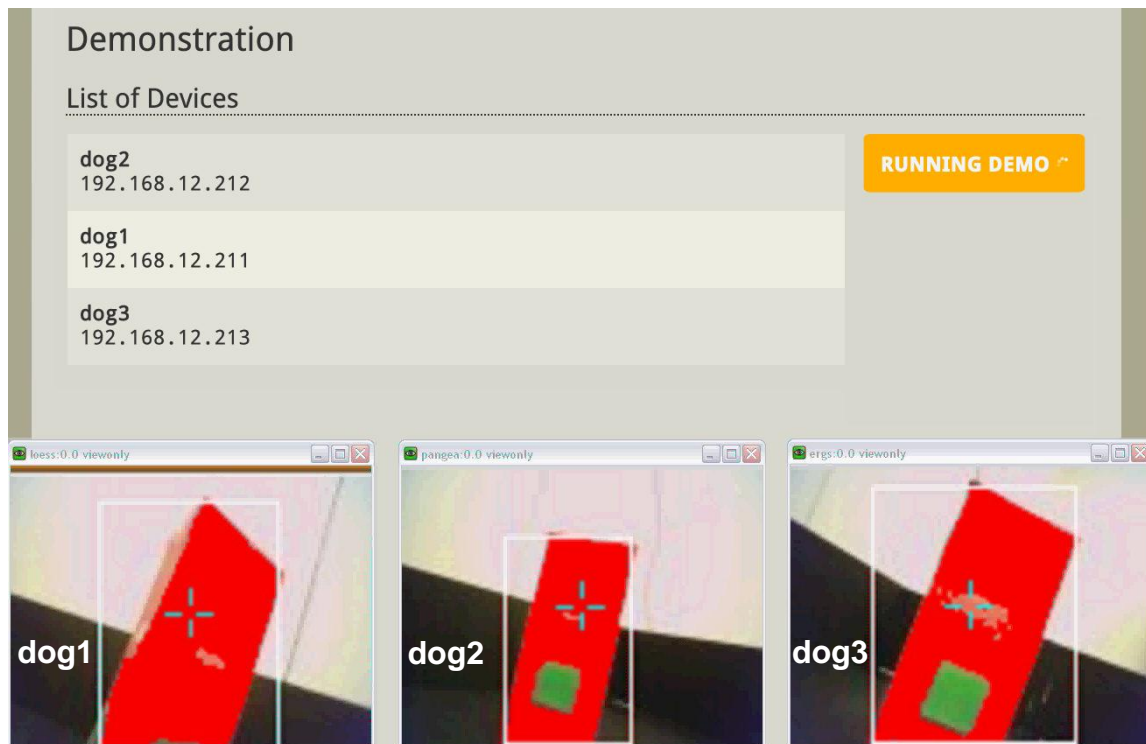 Demonstration
List of Devices
dog2
192.168.12.212
RUNNING DEMO
dog1
192.168.12.211
dog3
192.168.12.213
loess:0.0 viewonly
pangea:0.0 viewonly
ergs:0.0 viewonly
dog1
dog2
dog3